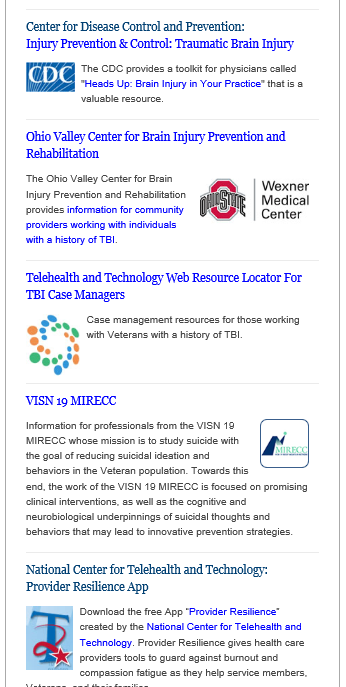 Center for Disease Control and Prevention:
Injury Prevention & Control: Traumatic Brain Injury
CDC
The CDC provides a toolkit for physicians called
"Heads Up: Brain Injury in Your Practice" that is a
valuable resource.
Ohio Valley Center for Brain Injury Prevention and
Rehabilitation
The Ohio Valley Center for Brain
Injury Prevention and Rehabilitation
provides information for community
providers working with individuals
with a history of TBI.
OHIO STATE
Wexner
Medical
Center
Telehealth and Technology Web Resource Locator For
TBI Case Managers
Case management resources for those working
with Veterans with a history of TBI.
VISN 19 MIRECC
Information for professionals from the VISN 19
MIRECC whose mission is to study suicide with
the goal of reducing suicidal ideation and
behaviors in the Veteran population. Towards this
end, the work of the VISN 19 MIRECC is focused on promising
clinical interventions, as well as the cognitive and
neurobiological underpinnings of suicidal thoughts and
behaviors that may lead to innovative prevention strategies.
MIRECC
National Center for Telehealth and Technology:
Provider Resilience App
T2
Download the free App "Provider Resilience"
created by the National Center for Telehealth and
Technology. Provider Resilience gives health care
providers tools to guard against burnout and
compassion fatigue as they help service members,
Veterans, and their families.